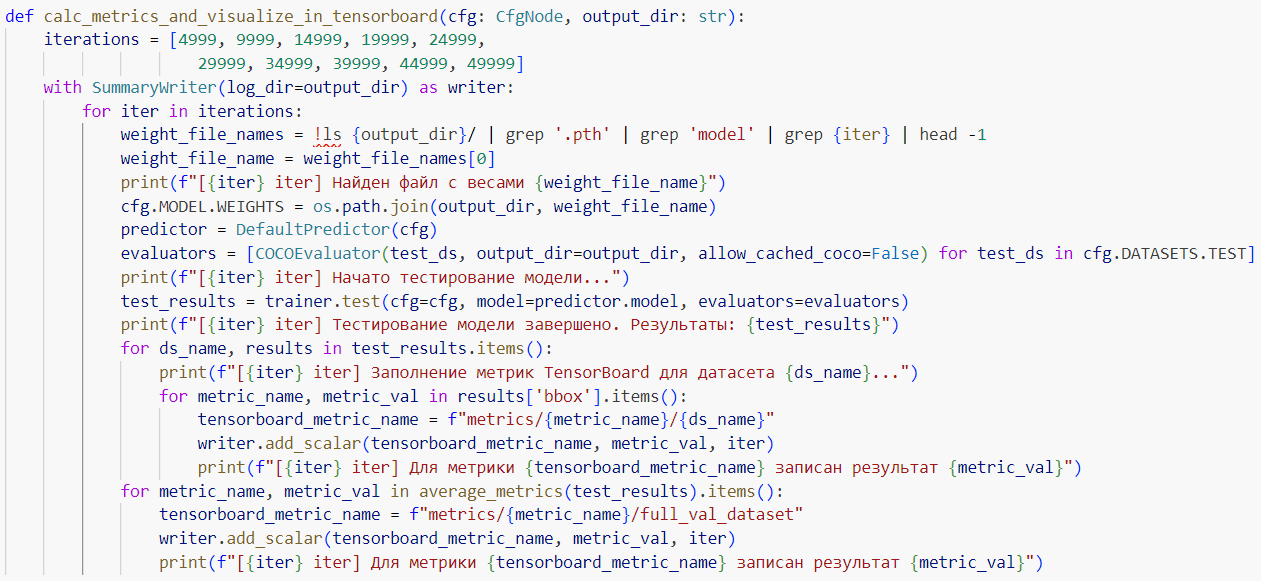 def calc_metrics_and_visualize_in_tensorboard(cfg: CfgNode, output_dir: str):
    iterations = [4999, 9999, 14999, 19999, 24999,
                    29999, 34999, 39999, 44999, 49999]
    with SummaryWriter(log_dir=output_dir) as writer:
        for iter in iterations:
            weight_file_names = !ls {output_dir}/ | grep '.pth' | grep 'model' | grep {iter} | head -1
            weight_file_name = weight_file_names[0]
            print(f"[{iter} iter] Найден файл с весами {weight_file_name}")
            cfg.MODEL.WEIGHTS = os.path.join(output_dir, weight_file_name)
            predictor = DefaultPredictor(cfg)
            evaluators = [COCOEvaluator(test_ds, output_dir=output_dir, allow_cached_coco=False) for test_ds in cfg.DATASETS.TEST]
            print(f"[{iter} iter] Начато тестирование модели...")
            test_results = trainer.test(cfg=cfg, model=predictor.model, evaluators=evaluators)
            print(f"[{iter} iter] Тестирование модели завершено. Результаты: {test_results}")
            for ds_name, results in test_results.items():
                print(f"[{iter} iter] Заполнение метрик TensorBoard для датасета {ds_name}...")
                for metric_name, metric_val in results['bbox'].items():
                    tensorboard_metric_name = f"metrics/{metric_name}/{ds_name}"
                    writer.add_scalar(tensorboard_metric_name, metric_val, iter)
                    print(f"[{iter} iter] Для метрики {tensorboard_metric_name} записан результат {metric_val}")
            for metric_name, metric_val in average_metrics(test_results).items():
                tensorboard_metric_name = f"metrics/{metric_name}/full_val_dataset"
                writer.add_scalar(tensorboard_metric_name, metric_val, iter)
                print(f"[{iter} iter] Для метрики {tensorboard_metric_name} записан результат {metric_val}")